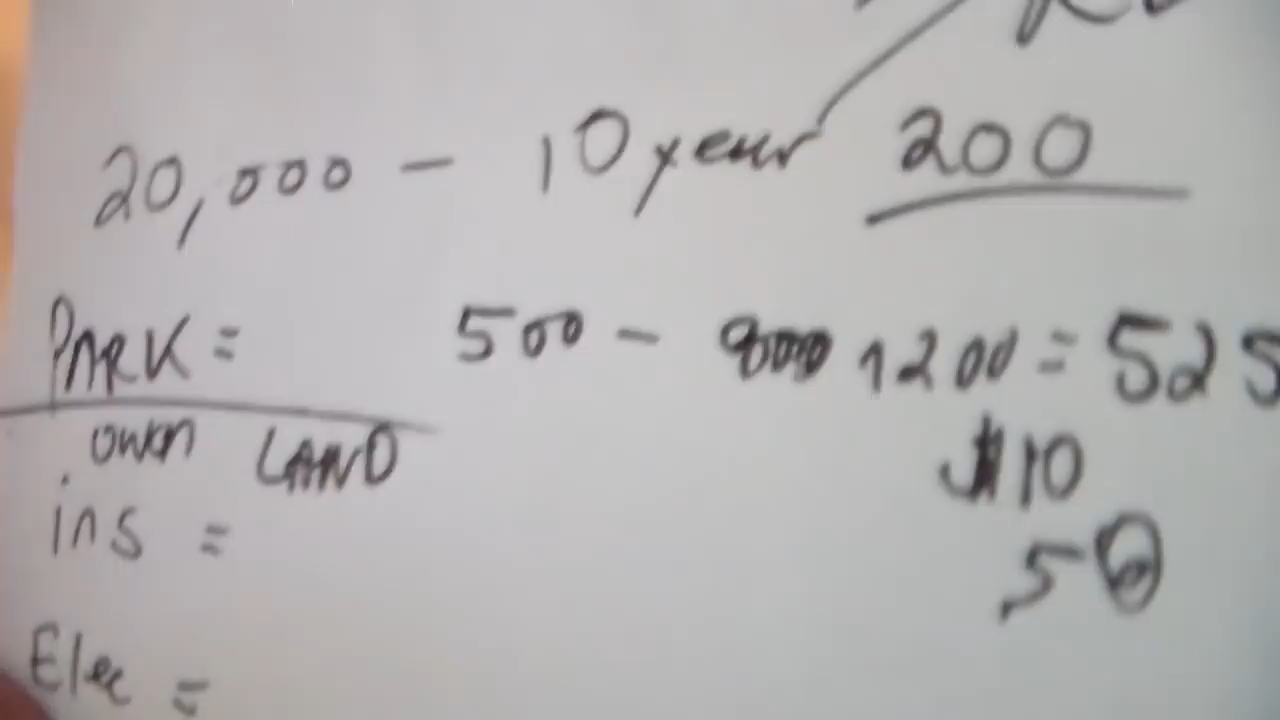 20,000 - 10 year 200
PARK = 500 - 1200 = 525
own LAND $10
ins = 50
Elec =